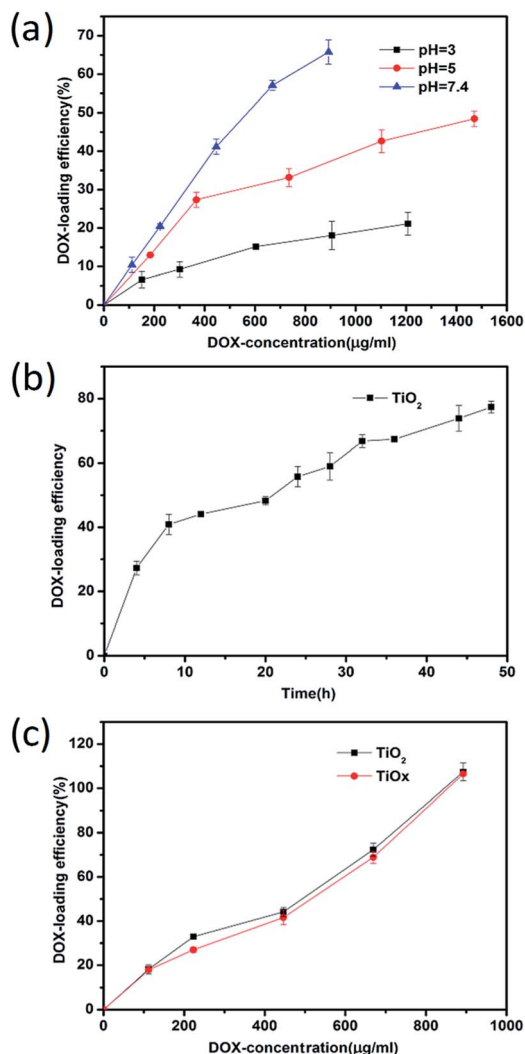 (a)
pH=3
pH=5
pH=7.4
DOX-loading efficiency(%)
70
60
50
40
30
20
10
0
0 200 400 600 800 1000 1200 1400 1600
DOX-concentration(μg/ml)
(b)
TiO₂
DOX-loading efficiency
80
60
40
20
0
0 10 20 30 40 50
Time(h)
(c)
TiO₂
TiOx
DOX-loading efficiency(%)
120
100
80
60
40
20
0
0 200 400 600 800 1000
DOX-concentration(μg/ml)